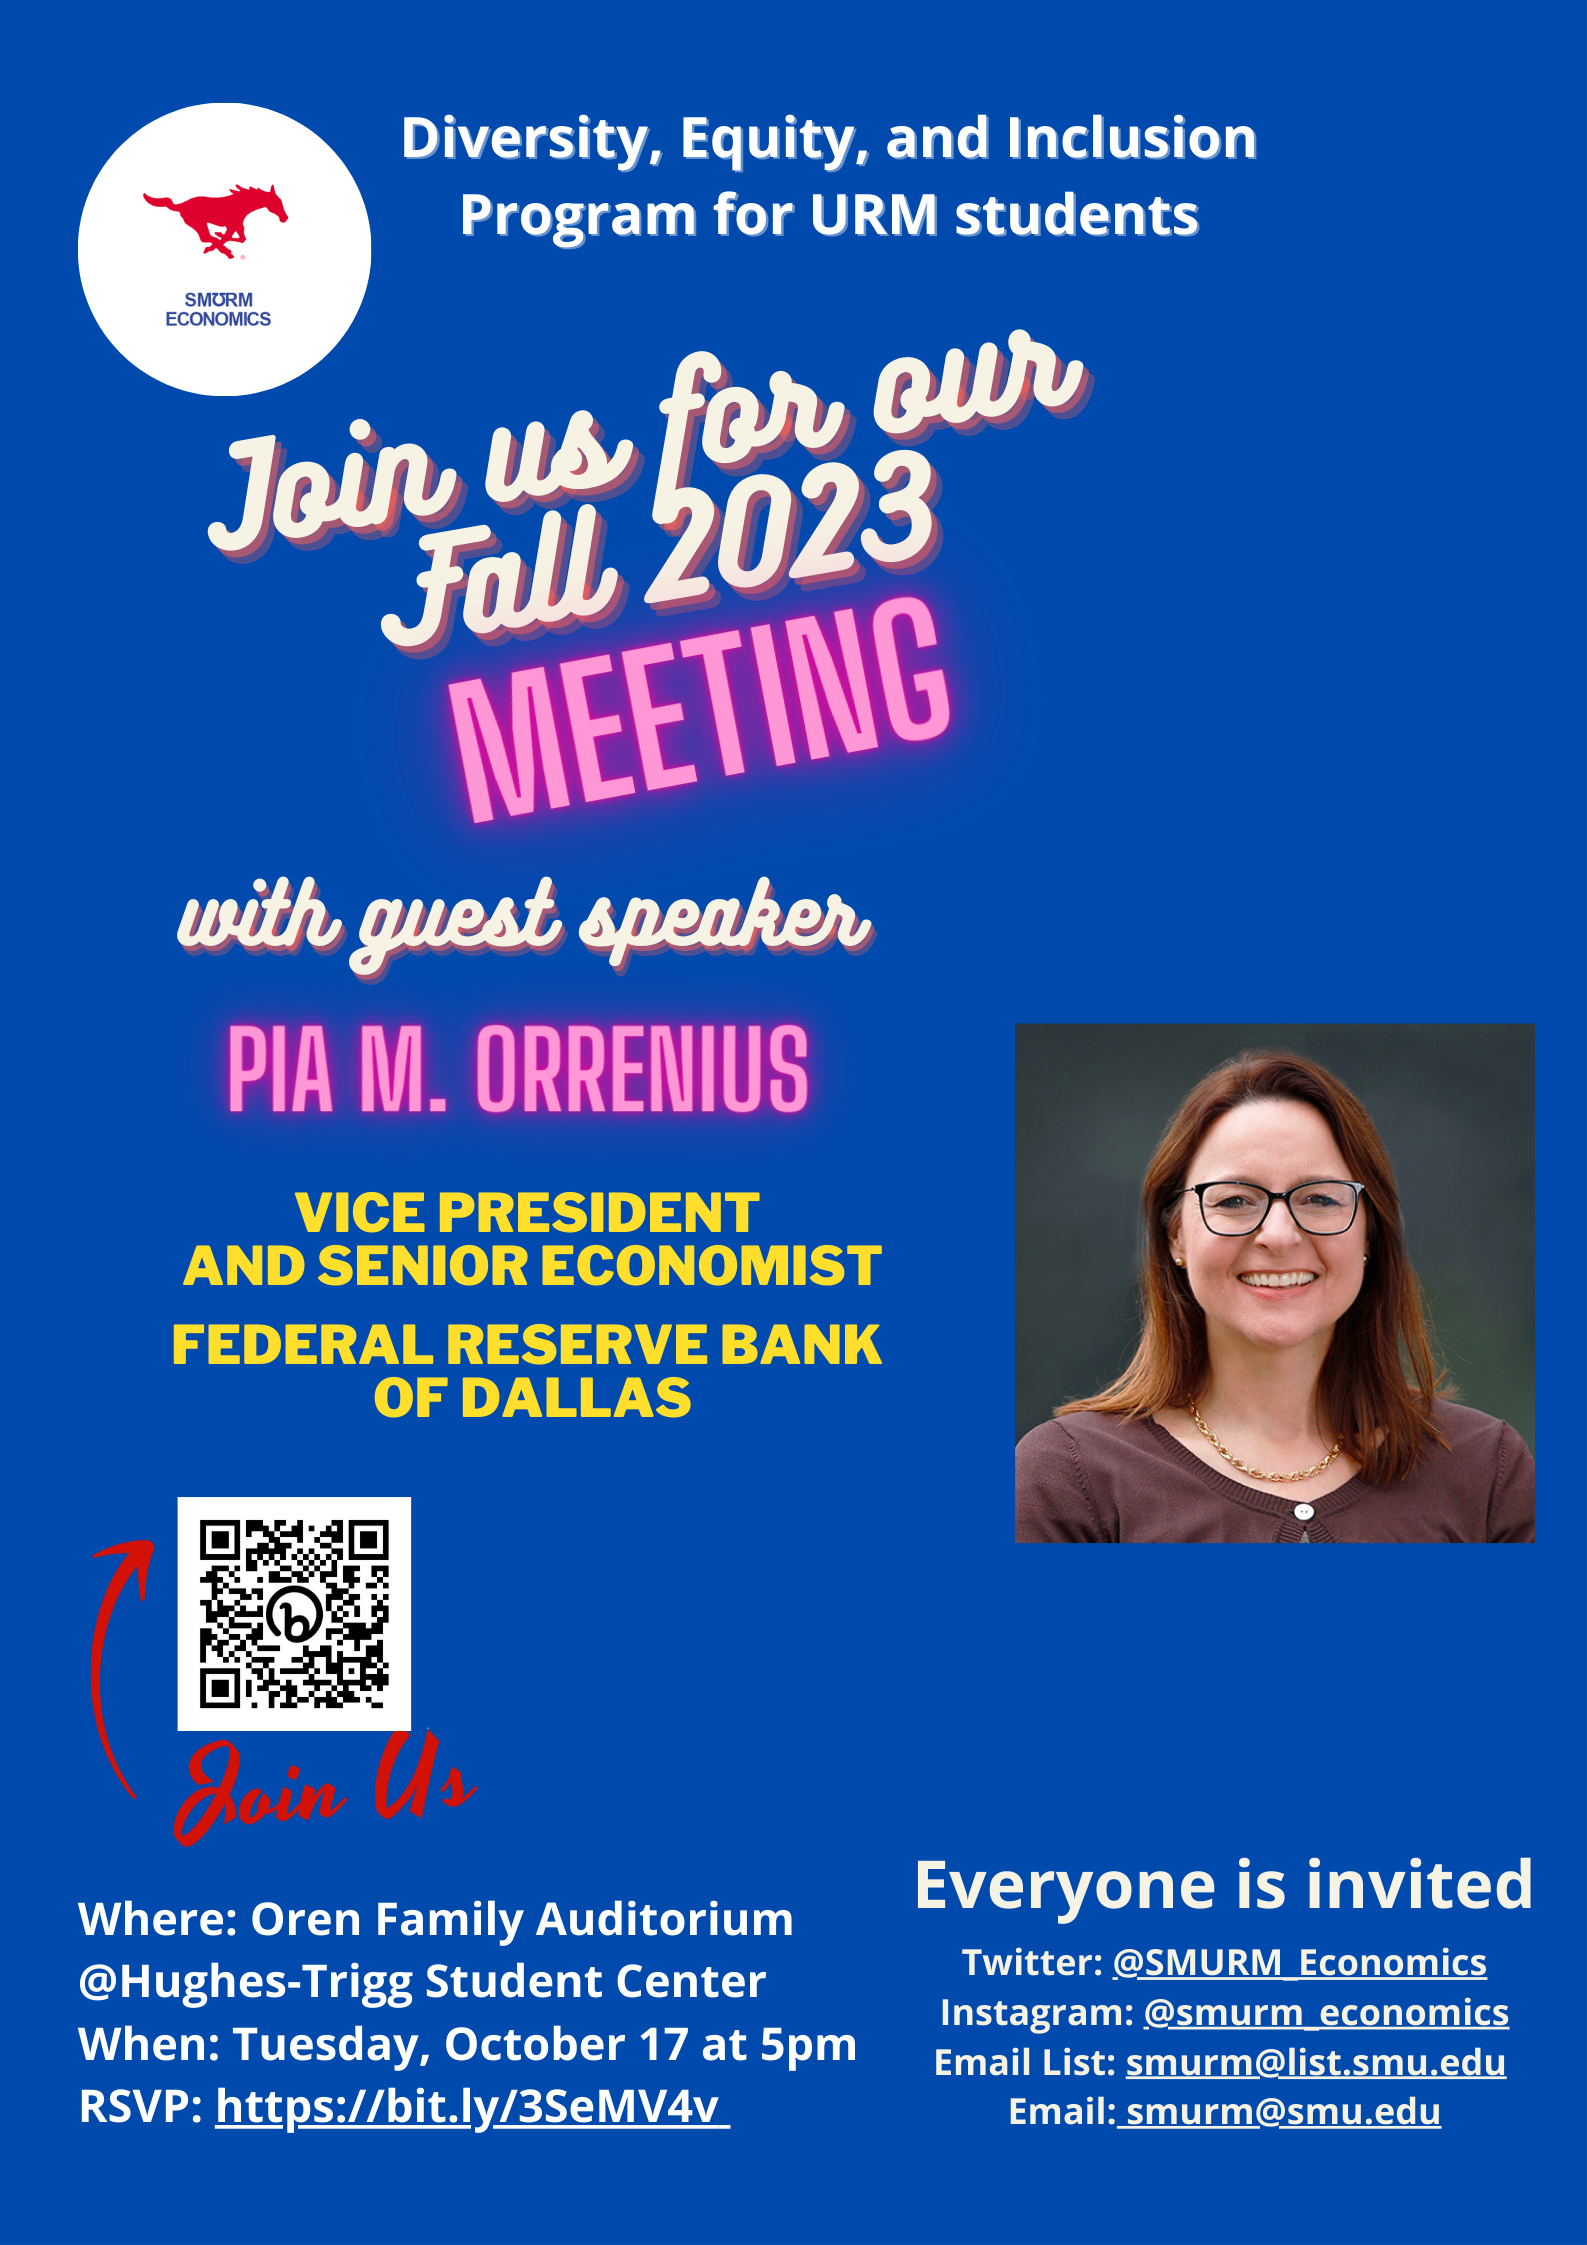 Diversity, Equity, and Inclusion
Program for URM students
SMURM
ECONOMICS
Join us for our
Fall 2023
MEETING
with guest speaker
PIA M. ORRENIUS
VICE PRESIDENT
AND SENIOR ECONOMIST
FEDERAL RESERVE BANK
OF DALLAS
Join Us
Where: Oren Family Auditorium
@Hughes-Trigg Student Center
When: Tuesday, October 17 at 5pm
RSVP: https://bit.ly/3SeMV4v
Everyone is invited
Twitter: @SMURM_Economics
Instagram: @smurm_economics
Email List: smurm@list.smu.edu
Email: smurm@smu.edu